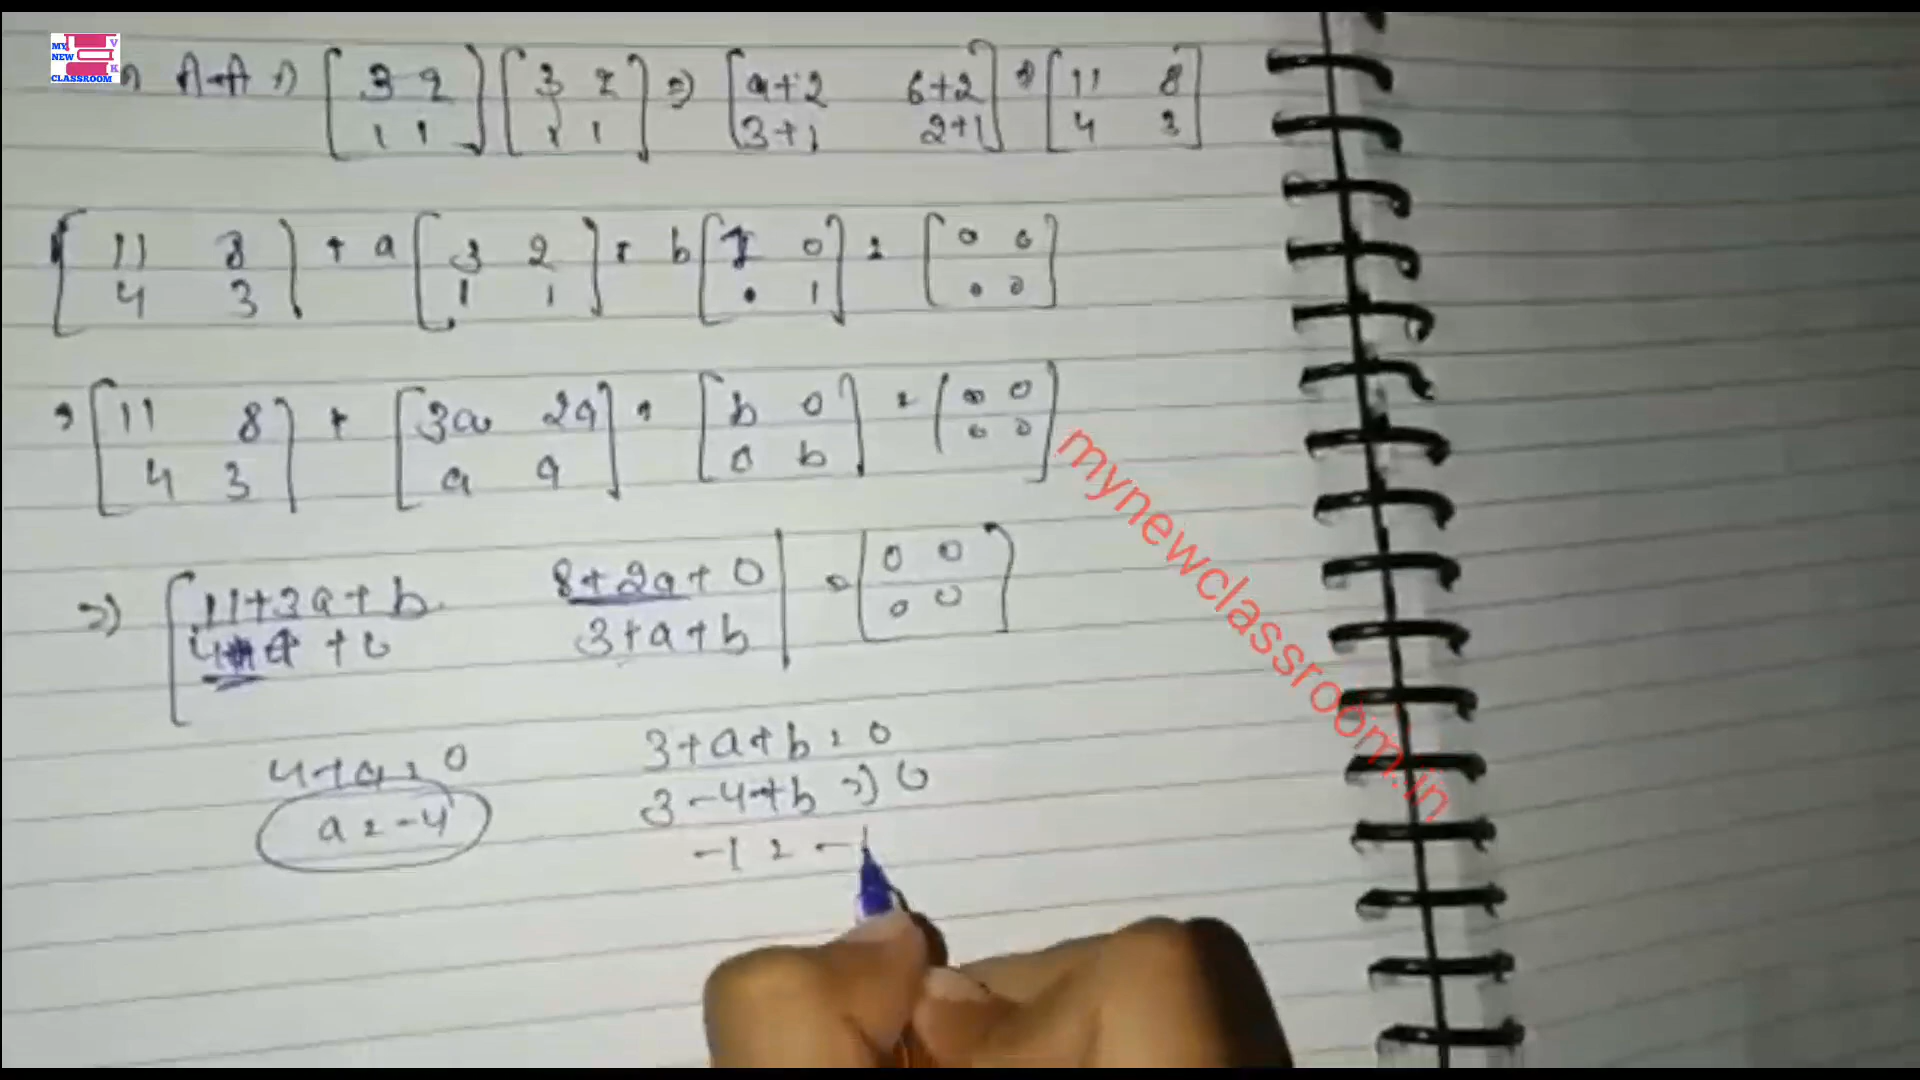 MY NEW CLASSROOM VK
A-A ⇒ [3 2] [3 2] ⇒ [9+2 6+2] ⇒ [11 8]
[1 1] [1 1] [3+1 2+1] [4 3]
[11 8] + a [3 2] + b [1 0] = [0 0]
[4 3] [1 1] [0 1] [0 0]
⇒ [11 8] + [3a 2a] + [b 0] = [0 0]
[4 3] [a a] [0 b] [0 0]
⇒ [11+3a+b 8+2a+0] = [0 0]
[4+a+0 3+a+b] [0 0]
4+a=0 3+a+b=0
a=-4 3-4+b ⇒ 0
-1 = -
mynewclassroom.in